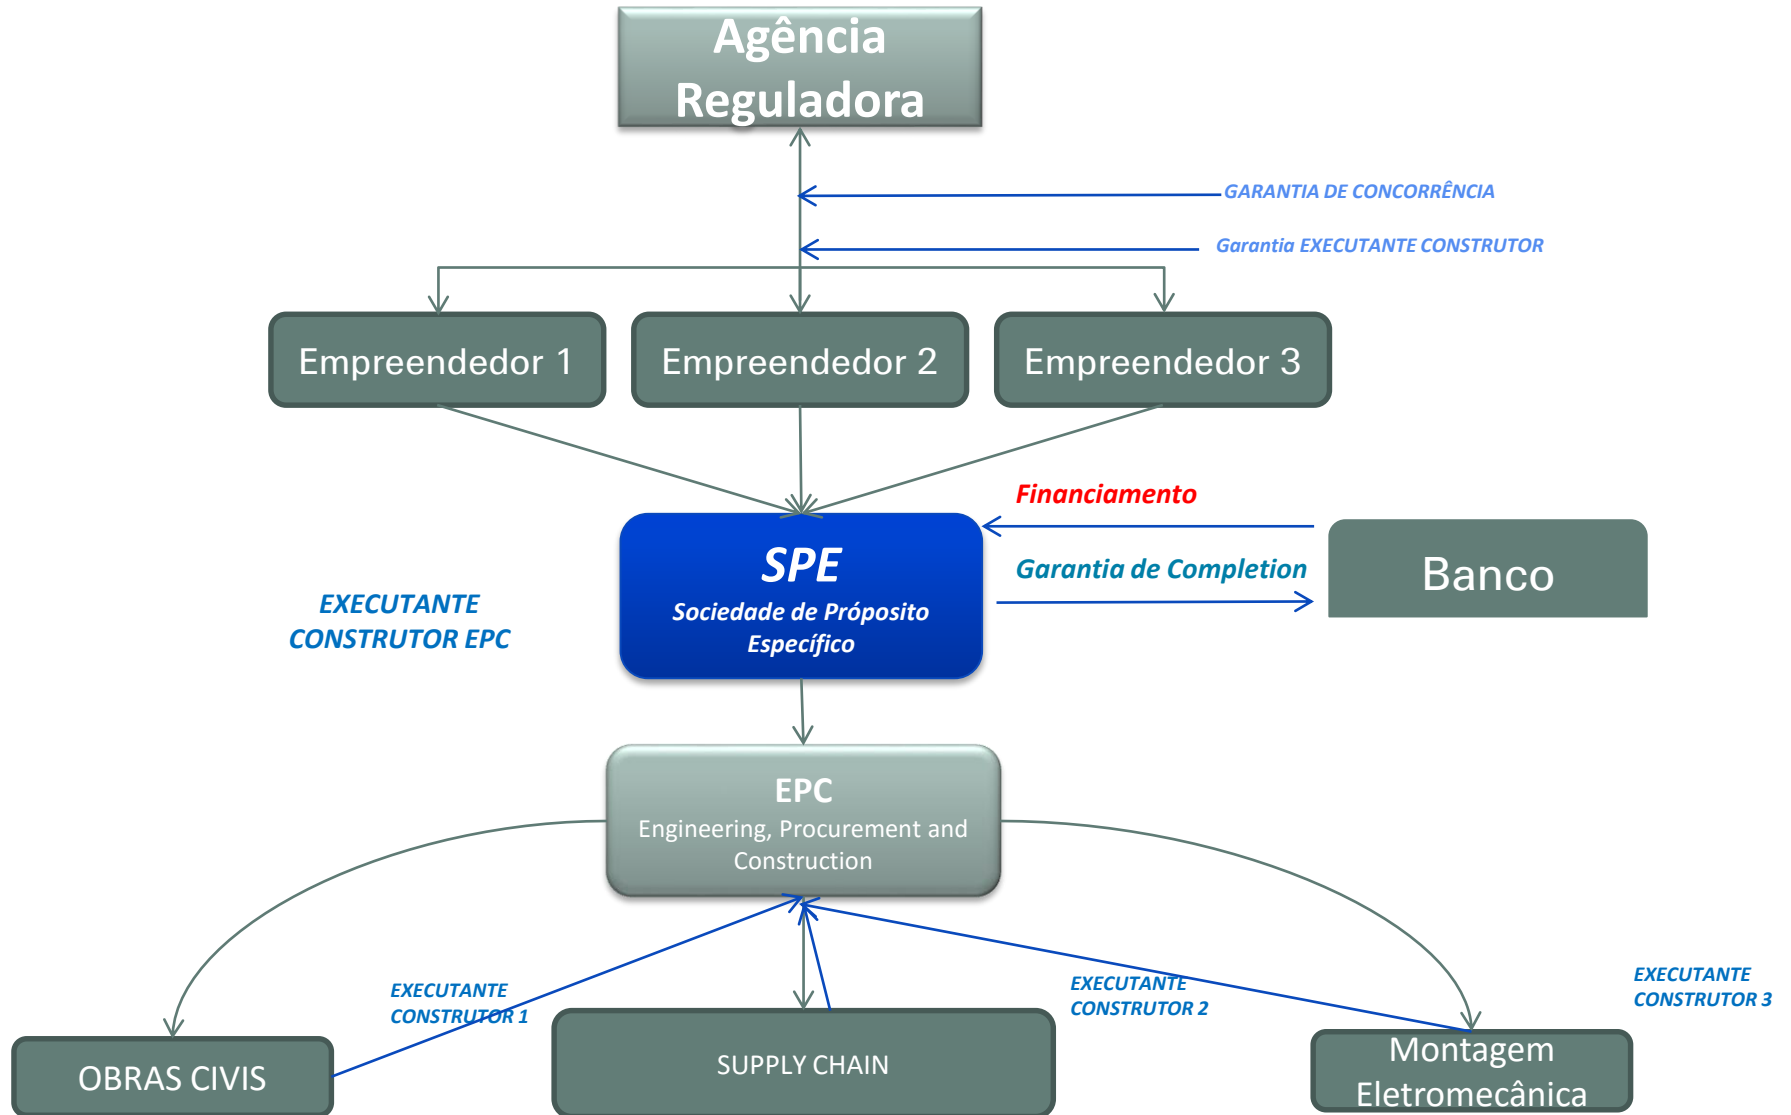 Agência
Reguladora
GARANTIA DE CONCORRÊNCIA
Garantia EXECUTANTE CONSTRUTOR
Empreendedor 1
Empreendedor 2
Empreendedor 3
Financiamento
SPE
Sociedade de Próposito
Específico
Garantia de Completion
Banco
EXECUTANTE
CONSTRUTOR EPC
EPC
Engineering, Procurement and
Construction
EXECUTANTE
CONSTRUTOR 1
EXECUTANTE
CONSTRUTOR 2
EXECUTANTE
CONSTRUTOR 3
OBRAS CIVIS
SUPPLY CHAIN
Montagem
Eletromecânica